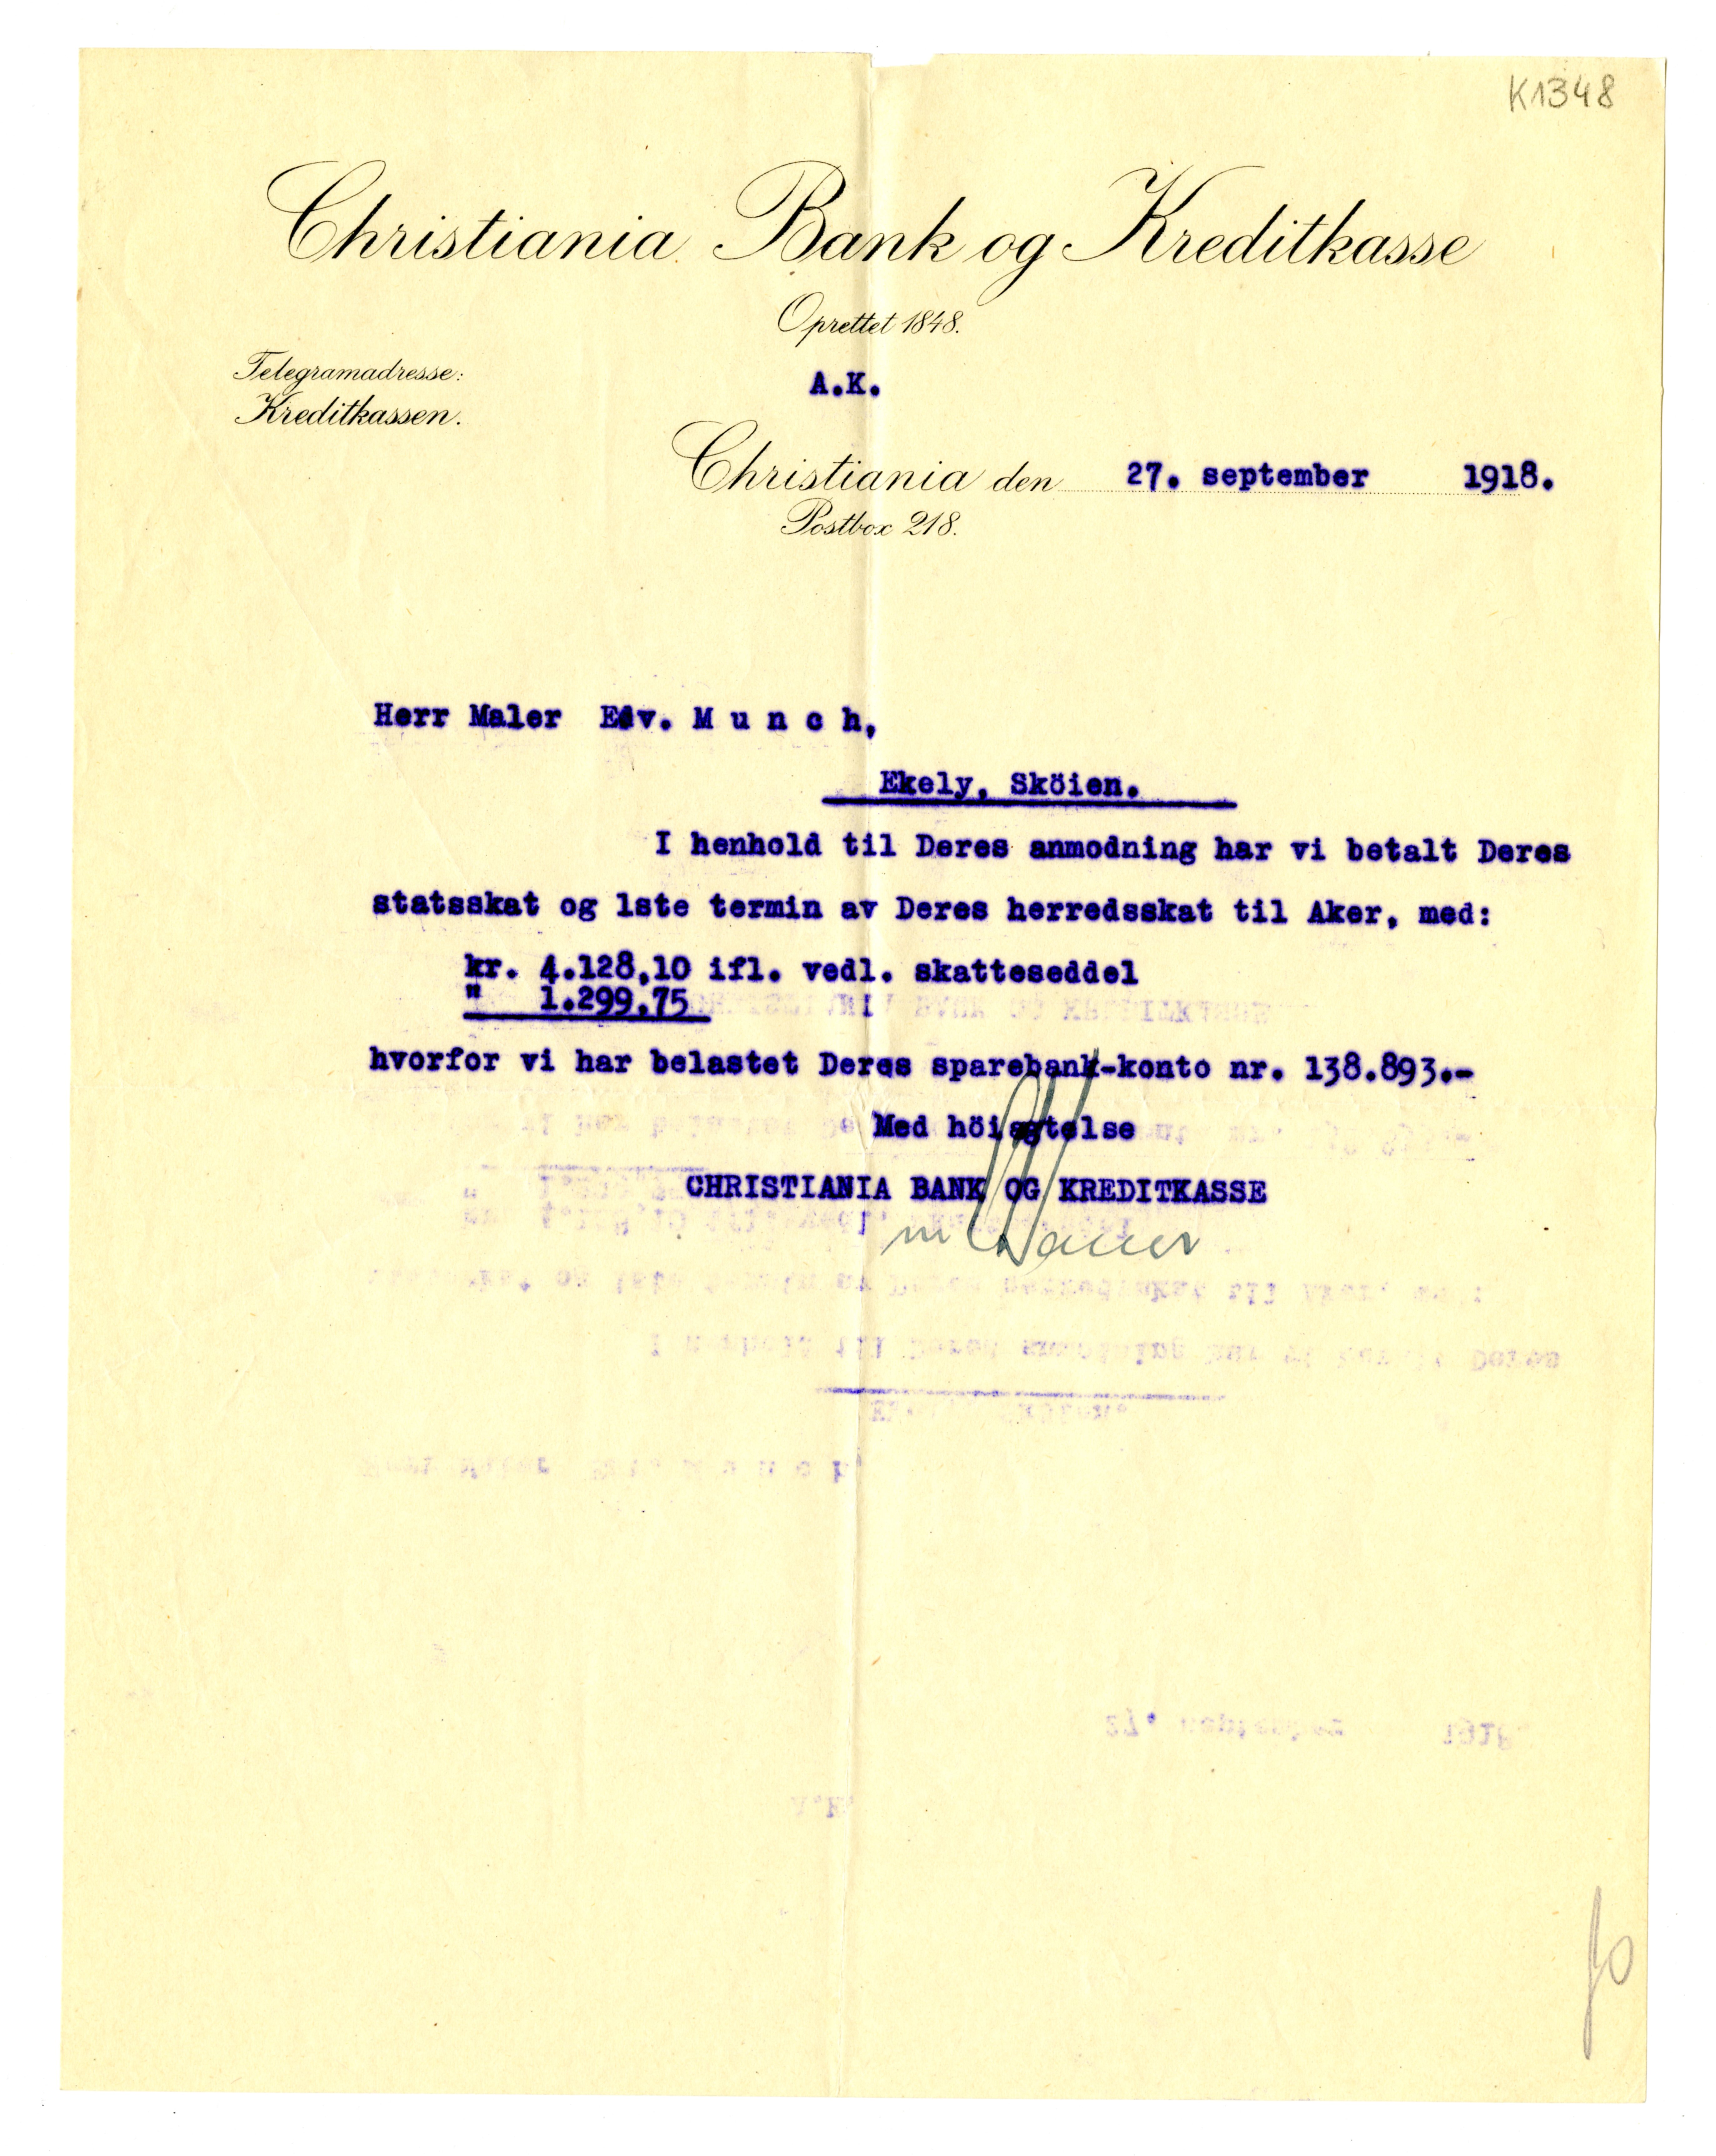 K1348
Christiania Bank og Kreditkasse
Oprettet 1848.
Telegramadresse:
Kreditkassen.
A.K.
Christiania den 27. september 1918.
Postbox 218.
Herr Maler Edv. M u n c h,
Ekely, Sköien.
I henhold til Deres anmodning har vi betalt Deres
statsskat og 1ste termin av Deres herredsskat til Aker, med:
kr. 4.128,10 ifl. vedl. skatteseddel
" 1.299,75
hvorfor vi har belastet Deres sparebank-konto nr. 138.893.-
Med höiagtelse
CHRISTIANIA BANK OG KREDITKASSE